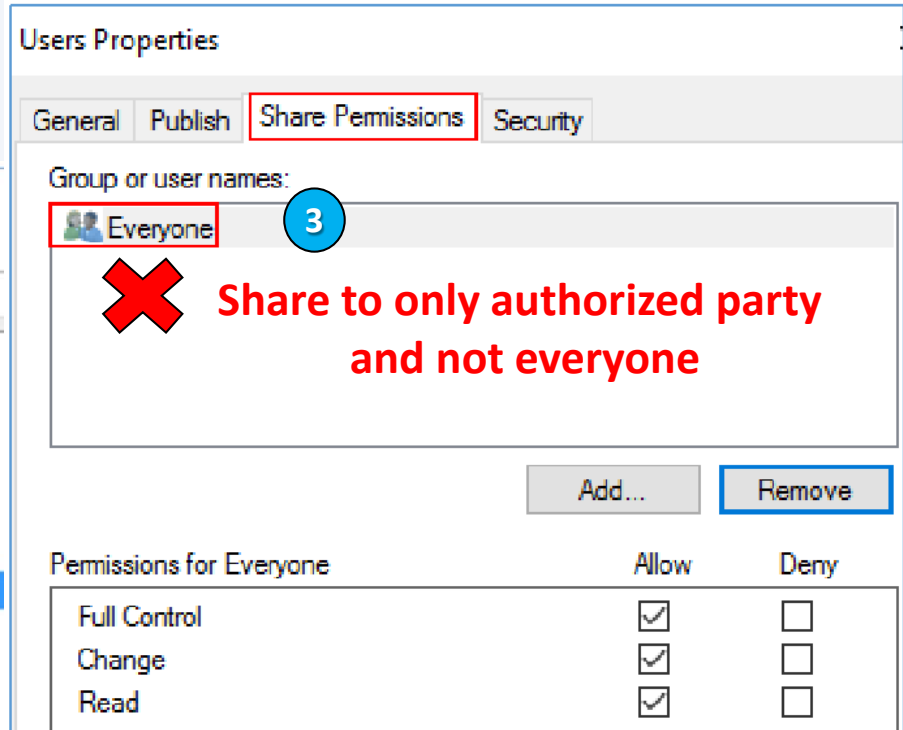 Users Properties
General Publish Share Permissions Security
Group or user names:
Everyone 3
Share to only authorized party
and not everyone
Add... Remove
Permissions for Everyone Allow Deny
Full Control
Change
Read